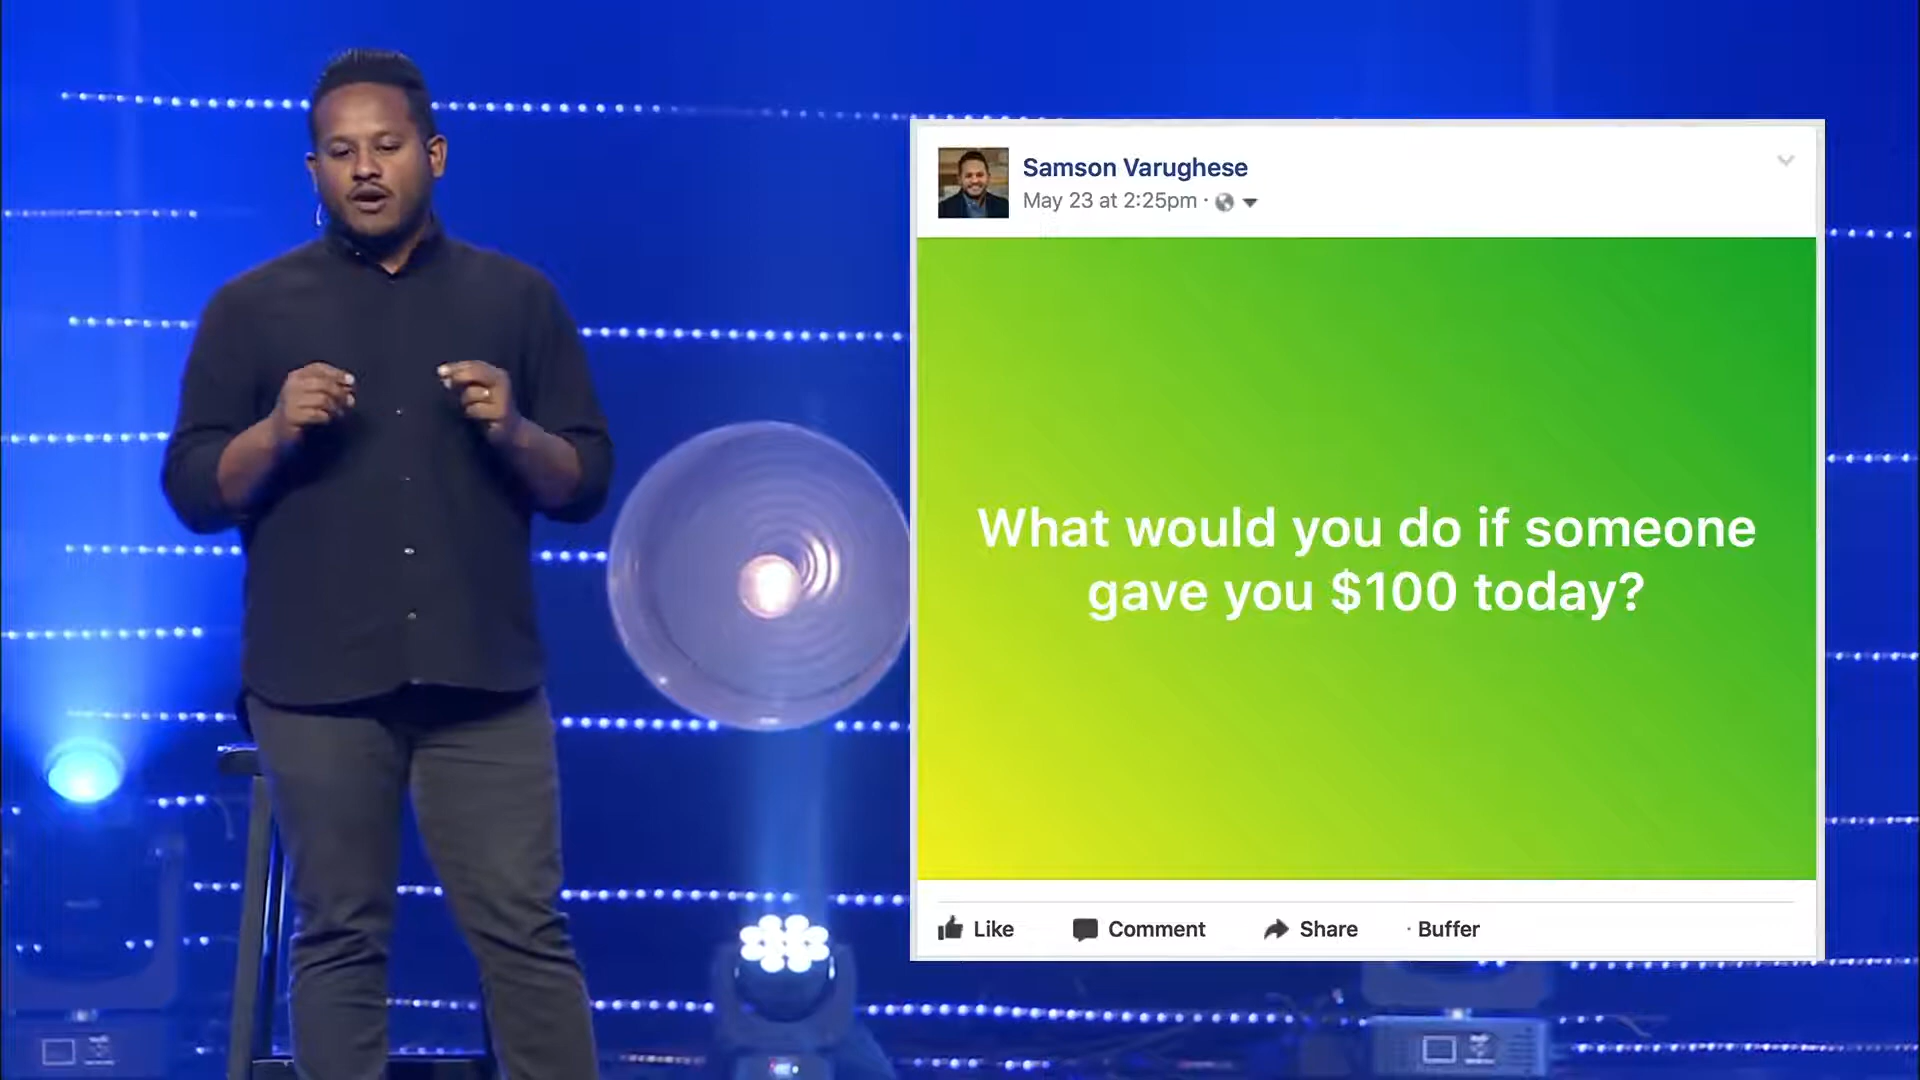 Samson Varughese
May 23 at 2:25pm ·
What would you do if someone
gave you $100 today?
Like Comment Share · Buffer